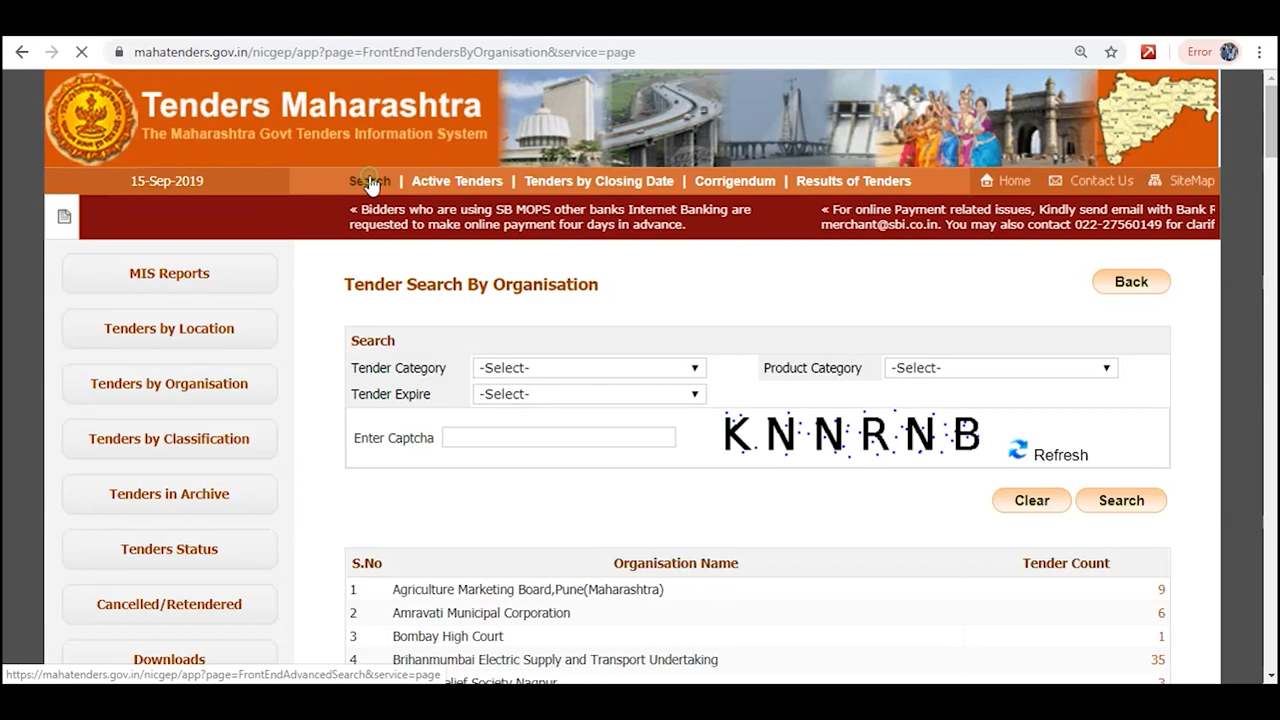 mahatenders.gov.in/nicgep/app?page=FrontEndTendersByOrganisation&service=page
Error
Tenders Maharashtra
The Maharashtra Govt Tenders Information System
15-Sep-2019
Search | Active Tenders | Tenders by Closing Date | Corrigendum | Results of Tenders
Home
Contact Us
SiteMap
« Bidders who are using SB MOPS other banks Internet Banking are
requested to make online payment four days in advance.
« For online Payment related issues, Kindly send email with Bank R
merchant@sbi.co.in. You may also contact 022-27560149 for clarif
MIS Reports
Tenders by Location
Tenders by Organisation
Tenders by Classification
Tenders in Archive
Tenders Status
Cancelled/Retendered
Downloads
Tender Search By Organisation
Back
Search
Tender Category -Select- Product Category -Select-
Tender Expire -Select-
Enter Captcha KNNRNB Refresh
Clear Search
S.No Organisation Name Tender Count
1 Agriculture Marketing Board,Pune(Maharashtra) 9
2 Amravati Municipal Corporation 6
3 Bombay High Court 1
4 Brihanmumbai Electric Supply and Transport Undertaking 35
Society Nagpur 3
https://mahatenders.gov.in/nicgep/app?page=FrontEndAdvancedSearch&service=page